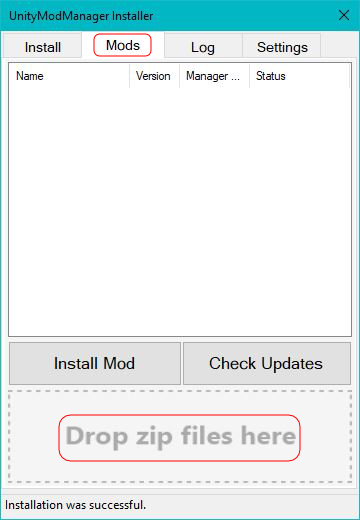 UnityModManager Installer
Install Mods Log Settings
Name Version Manager ... Status
Install Mod Check Updates
Drop zip files here
Installation was successful.